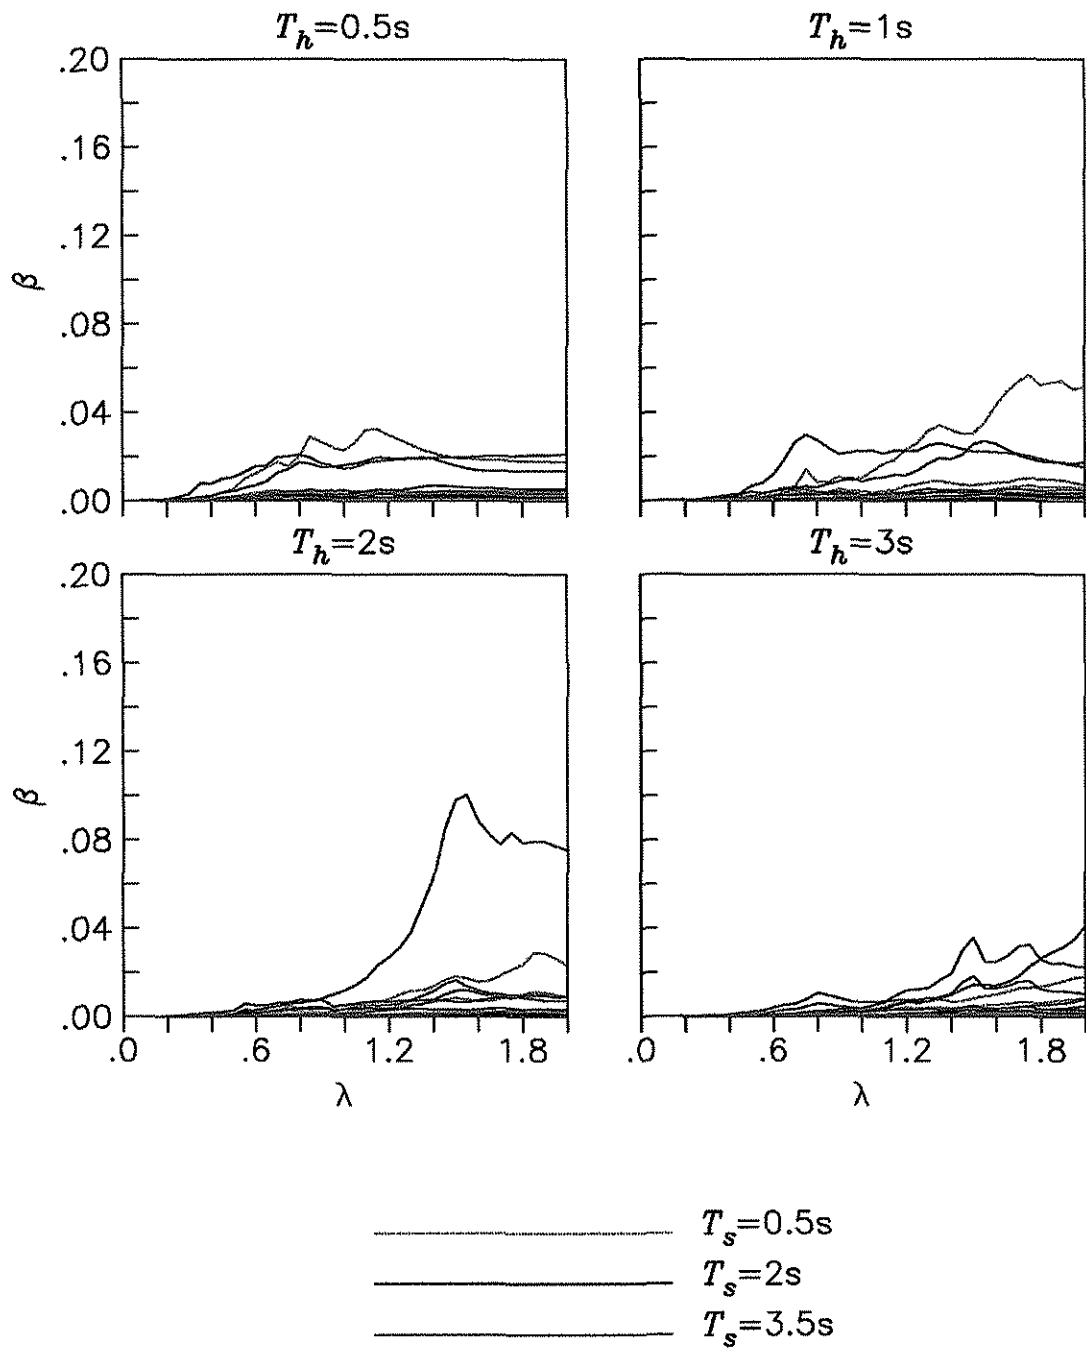 T_h=0.5s T_h=1s
.20
.16
.12
β
.08
.04
.00
T_h=2s T_h=3s
.20
.16
.12
β
.08
.04
.00
.0 .6 1.2 1.8 .0 .6 1.2 1.8
λ λ
T_s=0.5s
T_s=2s
T_s=3.5s